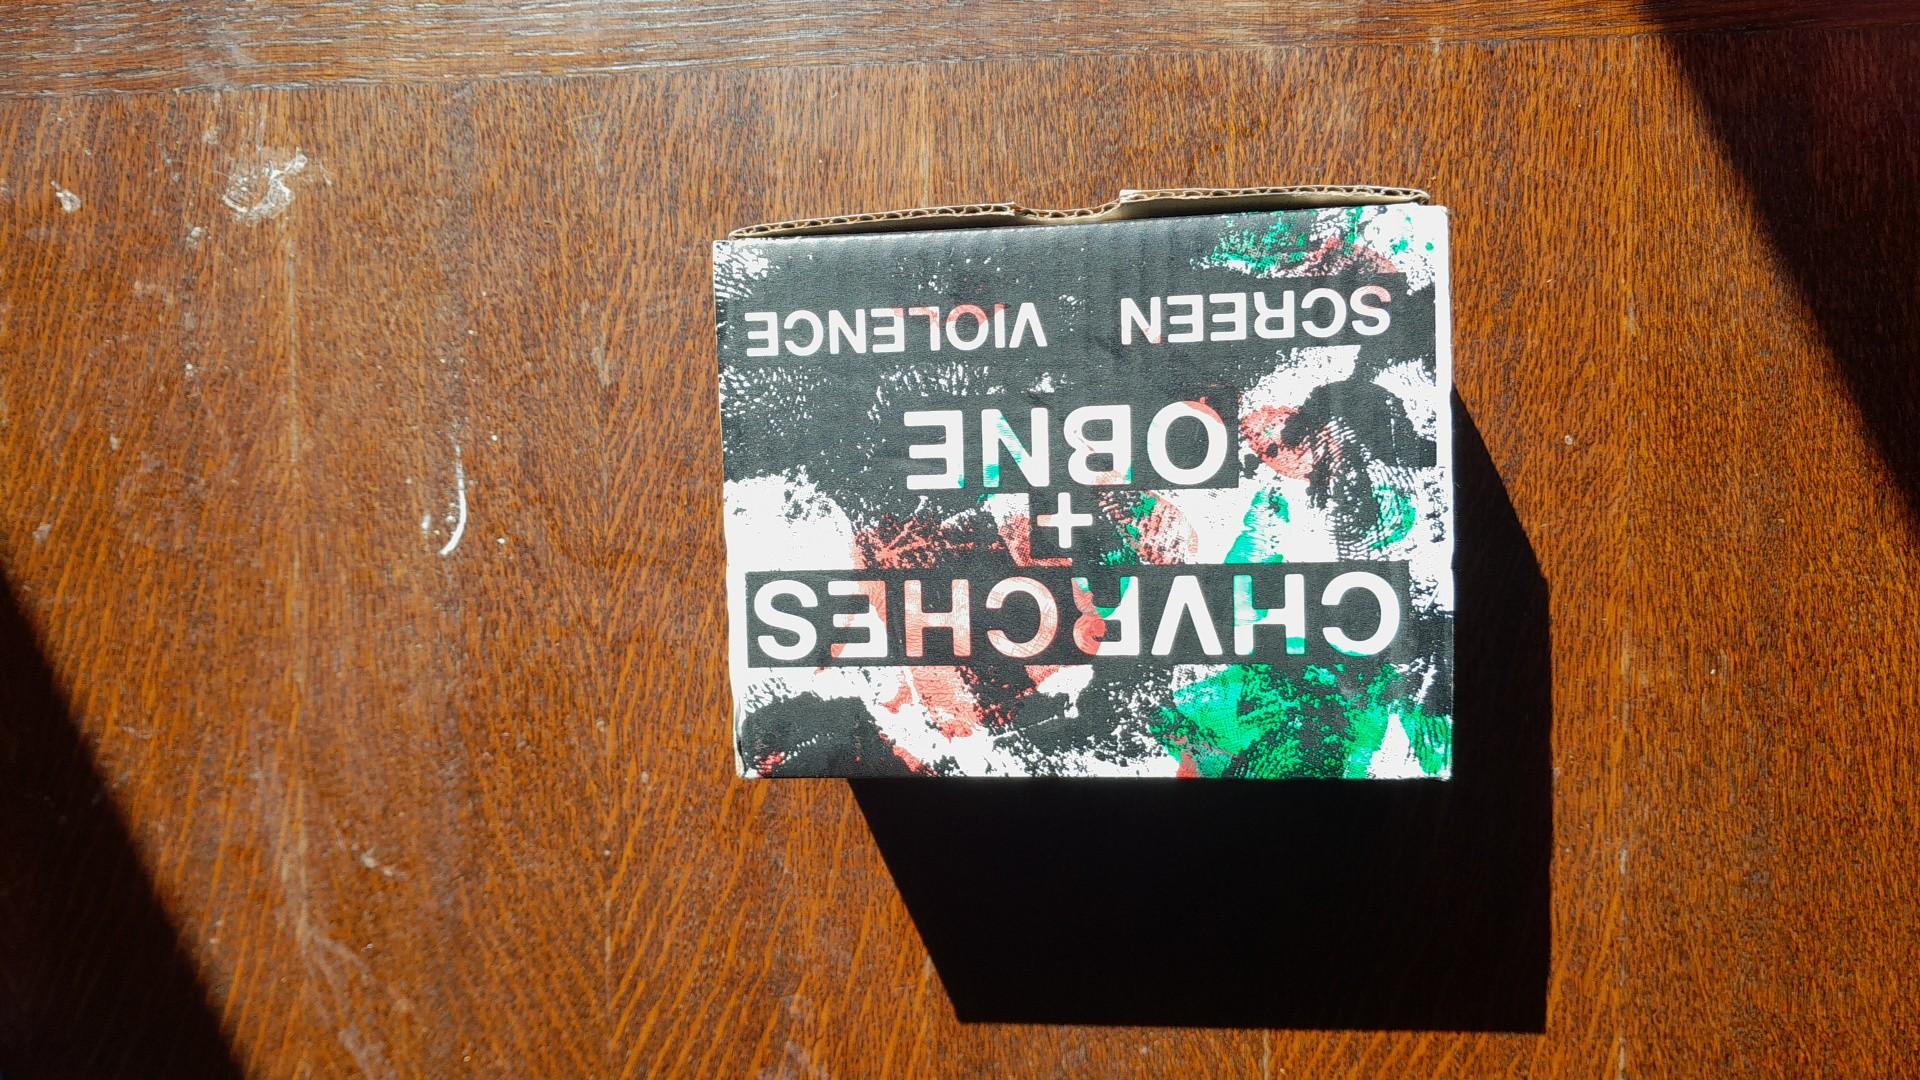 CHVRCHES
+
OBNE
SCREEN VIOLENCE